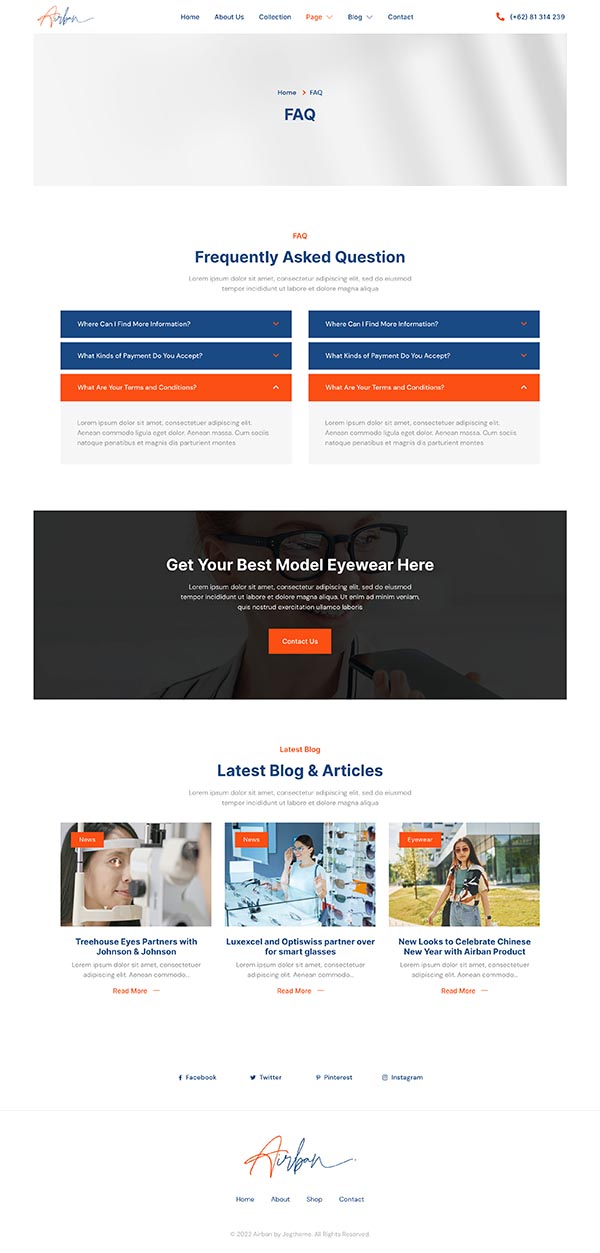 Airban
Home About Us Collection Page Blog Contact (+62) 81 314 239
Home FAQ
FAQ
FAQ
Frequently Asked Question
Lorem ipsum dolor sit amet, consectetur adipiscing elit, sed do eiusmod
tempor incididunt ut labore et dolore magna aliqua
Where Can I Find More Information?
What Kinds of Payment Do You Accept?
What Are Your Terms and Conditions?
Lorem ipsum dolor sit amet, consectetuer adipiscing elit.
Aenean commodo ligula eget dolor. Aenean massa. Cum sociis
natoque penatibus et magnis dis parturient montes
Where Can I Find More Information?
What Kinds of Payment Do You Accept?
What Are Your Terms and Conditions?
Lorem ipsum dolor sit amet, consectetuer adipiscing elit.
Aenean commodo ligula eget dolor. Aenean massa. Cum sociis
natoque penatibus et magnis dis parturient montes
Get Your Best Model Eyewear Here
Lorem ipsum dolor sit amet, consectetur adipiscing elit, sed do eiusmod
tempor incididunt ut labore et dolore magna aliqua. Ut enim ad minim veniam,
quis nostrud exercitation ullamco laboris
Contact Us
Latest Blog
Latest Blog & Articles
Lorem ipsum dolor sit amet, consectetur adipiscing elit, sed do eiusmod
tempor incididunt ut labore et dolore magna aliqua
News
Treehouse Eyes Partners with
Johnson & Johnson
Lorem ipsum dolor sit amet, consectetuer
adipiscing elit. Aenean commodo...
Read More
News
Luxexcel and Optiswiss partner over
for smart glasses
Lorem ipsum dolor sit amet, consectetuer
adipiscing elit. Aenean commodo...
Read More
Eyewear
New Looks to Celebrate Chinese
New Year with Airban Product
Lorem ipsum dolor sit amet, consectetuer
adipiscing elit. Aenean commodo...
Read More
Facebook Twitter Pinterest Instagram
Airban
Home About Shop Contact
© 2022 Airban by Jegtheme. All Rights Reserved.